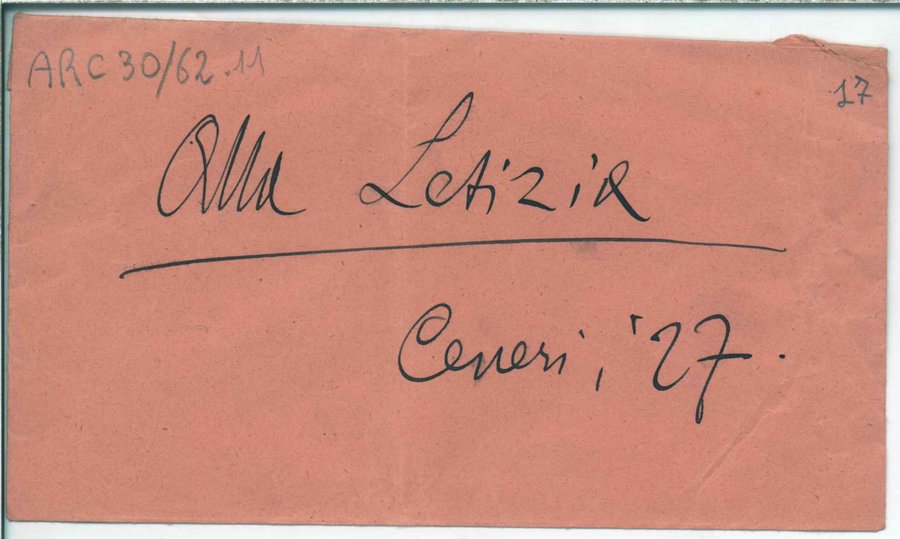 ARC 30/62.11
17
Alla Letizia
Ceneri, '27.